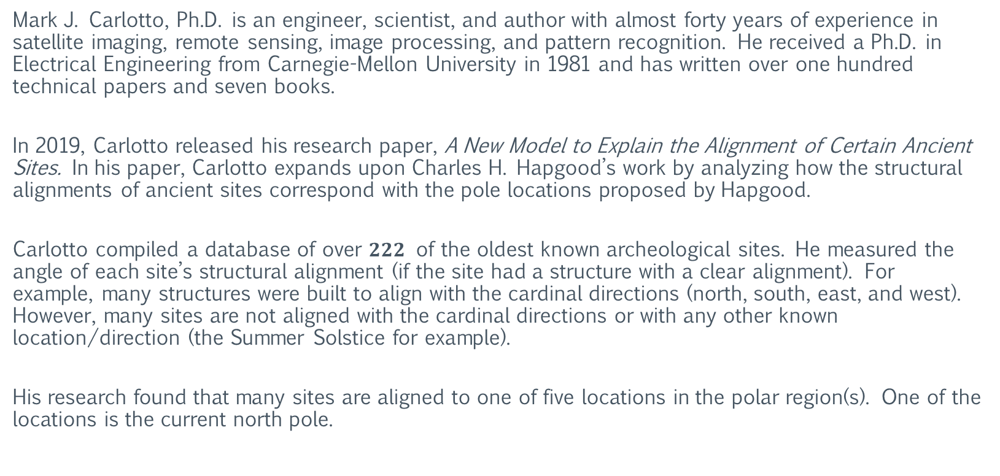 Mark J. Carlotto, Ph.D. is an engineer, scientist, and author with almost forty years of experience in
satellite imaging, remote sensing, image processing, and pattern recognition. He received a Ph.D. in
Electrical Engineering from Carnegie-Mellon University in 1981 and has written over one hundred
technical papers and seven books.
In 2019, Carlotto released his research paper, A New Model to Explain the Alignment of Certain Ancient
Sites. In his paper, Carlotto expands upon Charles H. Hapgood's work by analyzing how the structural
alignments of ancient sites correspond with the pole locations proposed by Hapgood.
Carlotto compiled a database of over 222 of the oldest known archeological sites. He measured the
angle of each site's structural alignment (if the site had a structure with a clear alignment). For
example, many structures were built to align with the cardinal directions (north, south, east, and west).
However, many sites are not aligned with the cardinal directions or with any other known
location/direction (the Summer Solstice for example).
His research found that many sites are aligned to one of five locations in the polar region(s). One of the
locations is the current north pole.